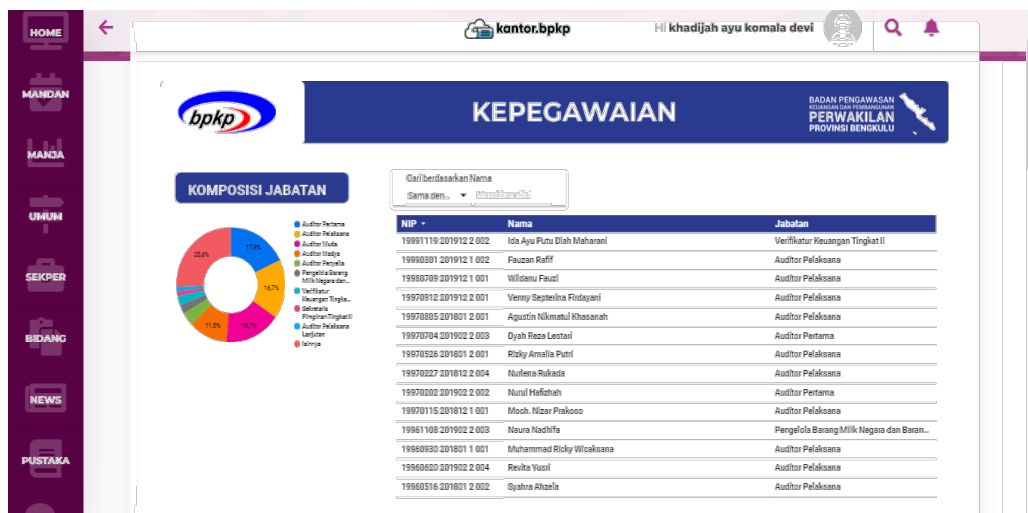 HOME
kantor.bpkp
Hi khadijah ayu komala devi
MANDAN
bpkp
KEPEGAWAIAN
BADAN PENGAWASAN
KEUANGAN DAN PEMBANGUNAN
PERWAKILAN
PROVINSI BENGKULU
MANJA
UMUM
SEKPER
BIDANG
NEWS
PUSTAKA
KOMPOSISI JABATAN
25,6%
17,9%
16,7%
16,7%
11,5%
Auditor Pertama
Auditor Pelaksana
Auditor Muda
Auditor Madya
Auditor Penyelia
Pengelola Barang
Milik Negara dan...
Verifikatur
Keuangan Tingka...
Sekretaris
Pimpinan Tingkat II
Auditor Pelaksana
Lanjutan
lainnya
Cari berdasarkan Nama
Sama den...
NIP Nama Jabatan
19991119 201912 2 002 Ida Ayu Putu Diah Maharani Verifikatur Keuangan Tingkat II
19980301 201912 1 002 Fauzan Rafif Auditor Pelaksana
19980709 201912 1 001 Wildanu Fauzi Auditor Pelaksana
19970912 201912 2 001 Venny Septerina Firdayani Auditor Pelaksana
19970805 201801 2 001 Agustin Nikmatul Khasanah Auditor Pelaksana
19970704 201902 2 003 Dyah Reza Lestari Auditor Pertama
19970526 201801 2 001 Rizky Amalia Putri Auditor Pelaksana
19970227 201812 2 004 Nurlena Rukada Auditor Pelaksana
19970202 201902 2 002 Nurul Hafizhah Auditor Pertama
19970115 201812 1 001 Moch. Nizar Prakoso Auditor Pelaksana
19961108 201902 2 003 Naura Nadhifa Pengelola Barang Milik Negara dan Baran...
19960930 201801 1 001 Muhammad Ricky Wicaksana Auditor Pelaksana
19960620 201902 2 004 Revita Yusri Auditor Pelaksana
19960516 201801 2 002 Syahra Ahzela Auditor Pelaksana